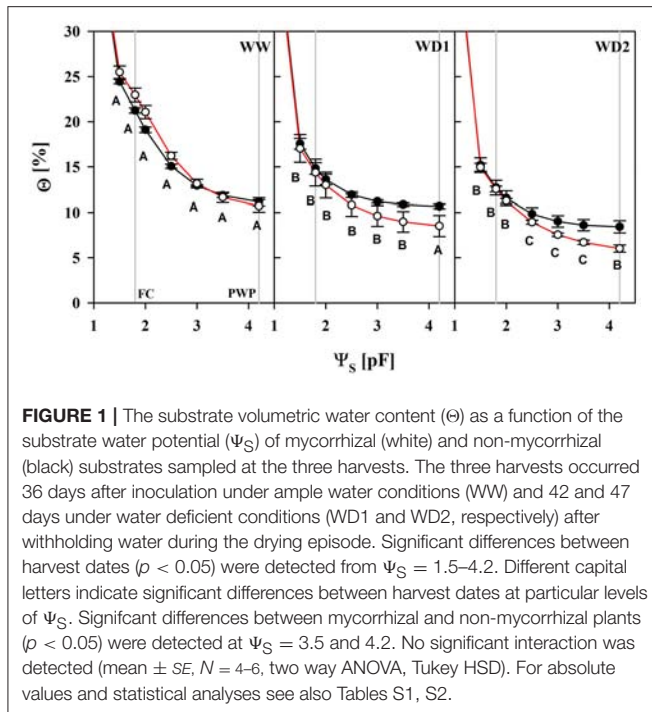 30
25
20
15
10
5
0
Θ [%]
WW
WD1
WD2
A
A
A
A
A
A
A
B
B
B
B
B
B
A
B
B
B
C
C
C
B
FC
PWP
1 2 3 4 1 2 3 4 1 2 3 4
ΨS [pF]
FIGURE 1 | The substrate volumetric water content (Θ) as a function of the
substrate water potential (ΨS) of mycorrhizal (white) and non-mycorrhizal
(black) substrates sampled at the three harvests. The three harvests occurred
36 days after inoculation under ample water conditions (WW) and 42 and 47
days under water deficient conditions (WD1 and WD2, respectively) after
withholding water during the drying episode. Significant differences between
harvest dates (p < 0.05) were detected from ΨS = 1.5–4.2. Different capital
letters indicate significant differences between harvest dates at particular levels
of ΨS. Signifcant differences between mycorrhizal and non-mycorrhizal plants
(p < 0.05) were detected at ΨS = 3.5 and 4.2. No significant interaction was
detected (mean ± SE, N = 4–6, two way ANOVA, Tukey HSD). For absolute
values and statistical analyses see also Tables S1, S2.